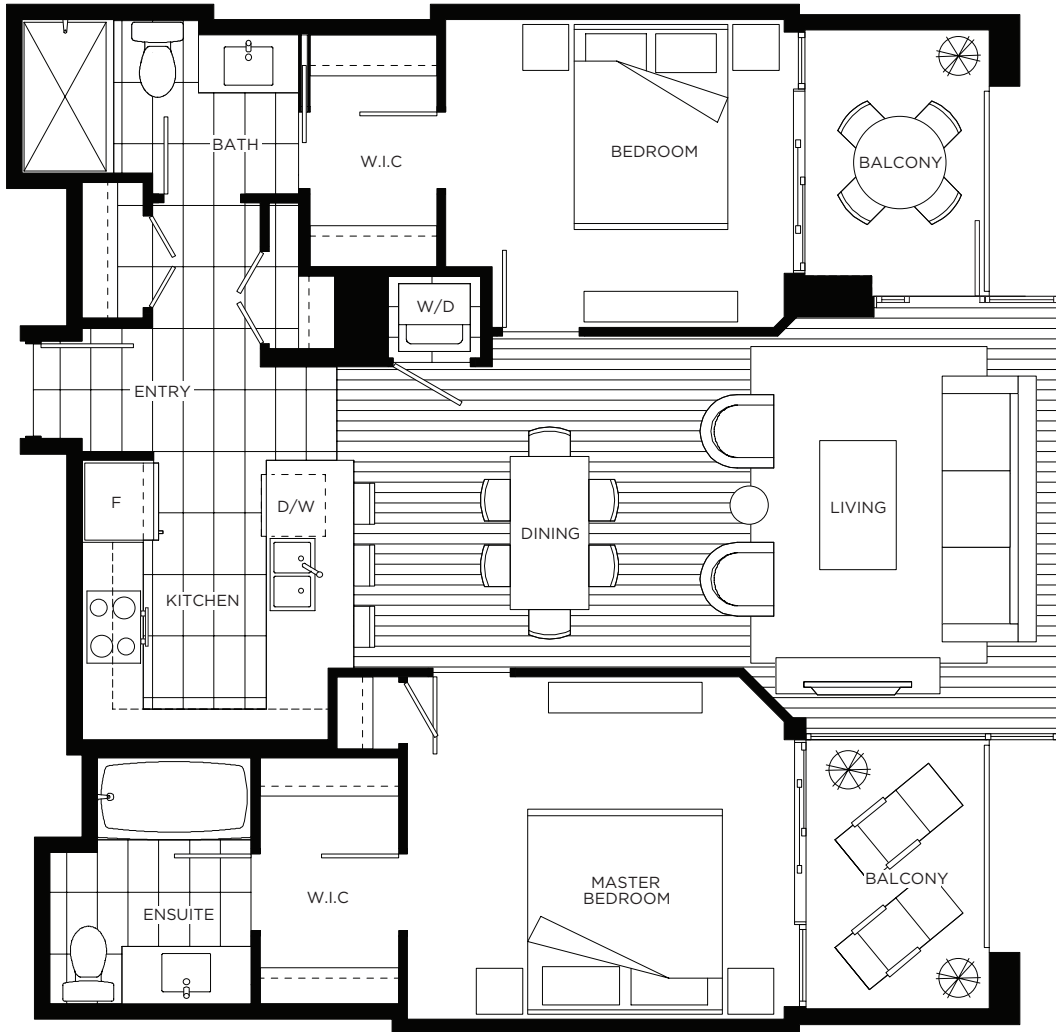 BATH
W.I.C
BEDROOM
BALCONY
W/D
ENTRY
F
D/W
DINING
LIVING
KITCHEN
MASTER
BEDROOM
BALCONY
W.I.C
ENSUITE